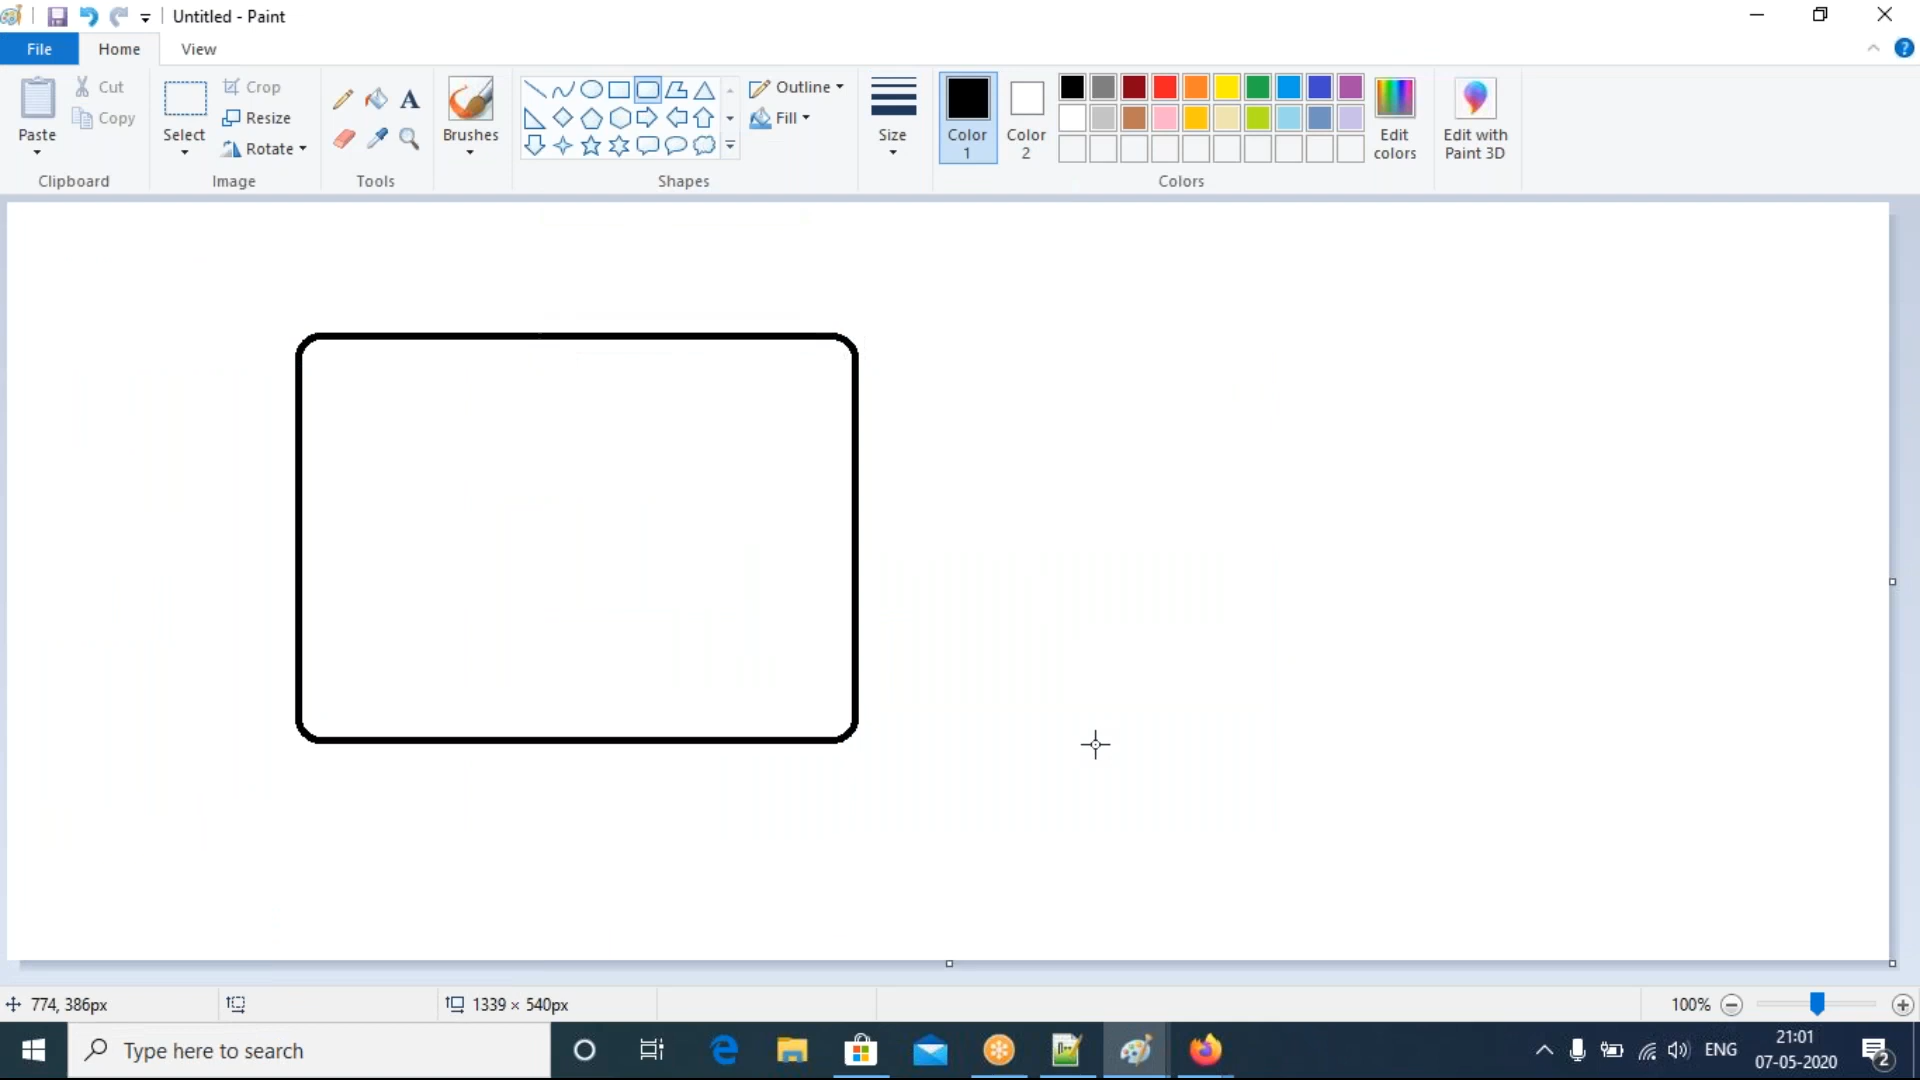 Untitled - Paint
File Home View
Paste
Cut
Copy
Clipboard
Select
Crop
Resize
Rotate
Image
A
Tools
Brushes
Outline
Fill
Shapes
Size
Color 1
Color 2
Edit colors
Colors
Edit with Paint 3D
774, 386px
1339 × 540px
100%
Type here to search
ENG
21:01
07-05-2020
2